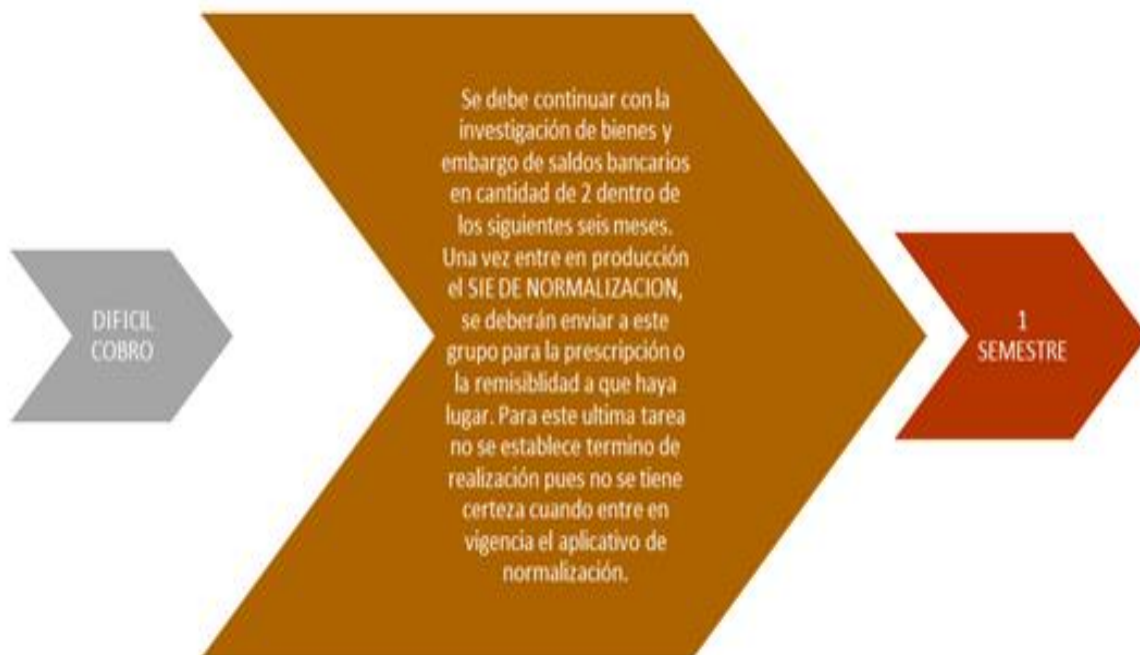 DIFICIL
COBRO
Se debe continuar con la
investigación de bienes y
embargo de saldos bancarios
en cantidad de 2 dentro de
los siguientes seis meses.
Una vez entre en producción
el SIE DE NORMALIZACION,
se deberán enviar a este
grupo para la prescripción o
la remisiblidad a que haya
lugar. Para este ultima tarea
no se establece termino de
realización pues no se tiene
certeza cuando entre en
vigencia el aplicativo de
normalización.
1
SEMESTRE